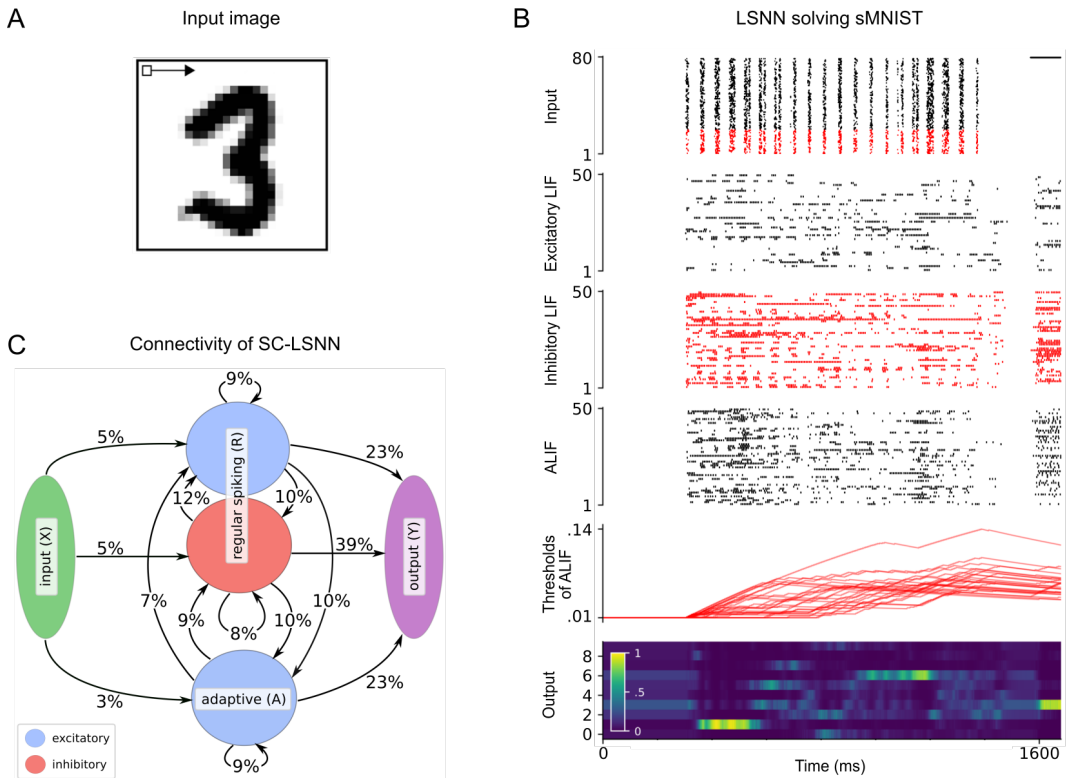 A
Input image
B
LSNN solving sMNIST
80
Input
1
50
Excitatory LIF
1
50
Inhibitory LIF
1
50
ALIF
1
.14
Thresholds
of ALIF
.01
8
6
4
2
0
Output
1
.5
0
0
1600
Time (ms)
C
Connectivity of SC-LSNN
9%
5%
23%
12%
10%
regular spiking (R)
input (X)
5%
39%
output (Y)
7%
9%
8%
10%
10%
3%
adaptive (A)
23%
9%
excitatory
inhibitory